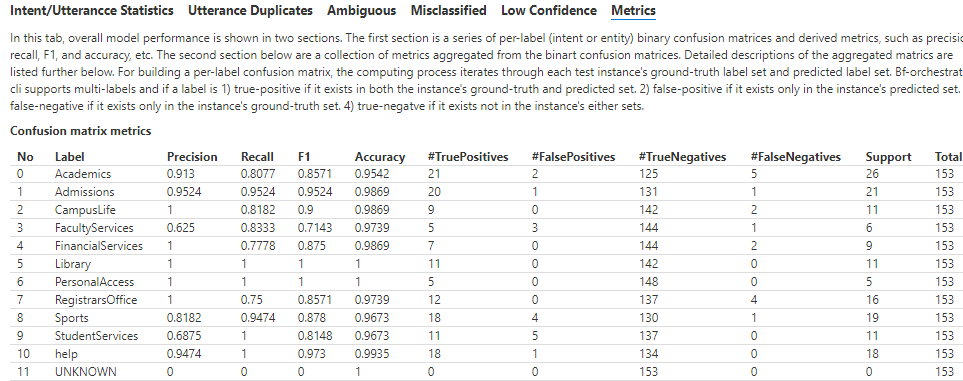 Intent/Utterancce Statistics Utterance Duplicates Ambiguous Misclassified Low Confidence Metrics
In this tab, overall model performance is shown in two sections. The first section is a series of per-label (intent or entity) binary confusion matrices and derived metrics, such as precisic
recall, F1, and accuracy, etc. The second section below are a collection of metrics aggregated from the binart confusion matrices. Detailed descriptions of the aggregated matrics are
listed further below. For building a per-label confusion matrix, the computing process iterates through each test instance's ground-truth label set and predicted label set. Bf-orchestrat
cli supports multi-labels and if a label is 1) true-positive if it exists in both the instance's ground-truth and predicted set. 2) false-positive if it exists only in the instance's predicted set.
false-negative if it exists only in the instance's ground-truth set. 4) true-negatve if it exists not in the instance's either sets.
Confusion matrix metrics
No Label Precision Recall F1 Accuracy #TruePositives #FalsePositives #TrueNegatives #FalseNegatives Support Total
0 Academics 0.913 0.8077 0.8571 0.9542 21 2 125 5 26 153
1 Admissions 0.9524 0.9524 0.9524 0.9869 20 1 131 1 21 153
2 CampusLife 1 0.8182 0.9 0.9869 9 0 142 2 11 153
3 FacultyServices 0.625 0.8333 0.7143 0.9739 5 3 144 1 6 153
4 FinancialServices 1 0.7778 0.875 0.9869 7 0 144 2 9 153
5 Library 1 1 1 1 11 0 142 0 11 153
6 PersonalAccess 1 1 1 1 5 0 148 0 5 153
7 RegistrarsOffice 1 0.75 0.8571 0.9739 12 0 137 4 16 153
8 Sports 0.8182 0.9474 0.878 0.9673 18 4 130 1 19 153
9 StudentServices 0.6875 1 0.8148 0.9673 11 5 137 0 11 153
10 help 0.9474 1 0.973 0.9935 18 1 134 0 18 153
11 UNKNOWN 0 0 0 1 0 0 153 0 0 153